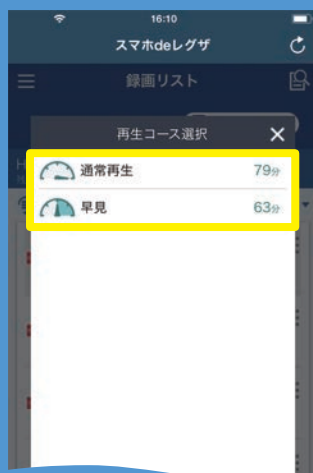 16:10
スマホdeレグザ
録画リスト
再生コース選択
通常再生 79分
早見 63分